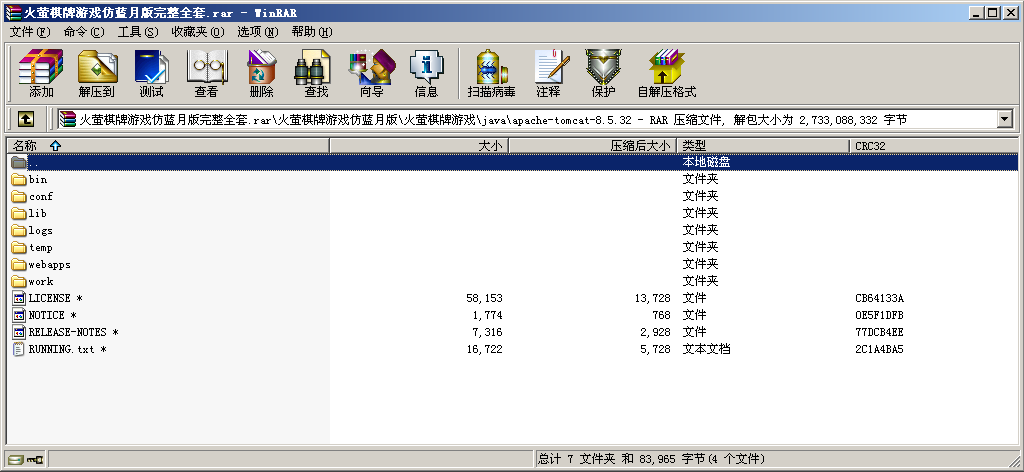 火萤棋牌游戏仿蓝月版完整全套.rar - WinRAR
文件(F) 命令(C) 工具(S) 收藏夹(O) 选项(N) 帮助(H)
添加 解压到 测试 查看 删除 查找 向导 信息 扫描病毒 注释 保护 自解压格式
火萤棋牌游戏仿蓝月版完整全套.rar\火萤棋牌游戏仿蓝月版\火萤棋牌游戏\java\apache-tomcat-8.5.32 - RAR 压缩文件, 解包大小为 2,733,088,332 字节
名称 大小 压缩后大小 类型 CRC32
.. 本地磁盘
bin 文件夹
conf 文件夹
lib 文件夹
logs 文件夹
temp 文件夹
webapps 文件夹
work 文件夹
LICENSE * 58,153 13,728 文件 CB64133A
NOTICE * 1,774 768 文件 0E5F1DFB
RELEASE-NOTES * 7,316 2,928 文件 77DCB4EE
RUNNING.txt * 16,722 5,728 文本文档 2C1A4BA5
总计 7 文件夹 和 83,965 字节(4 个文件)